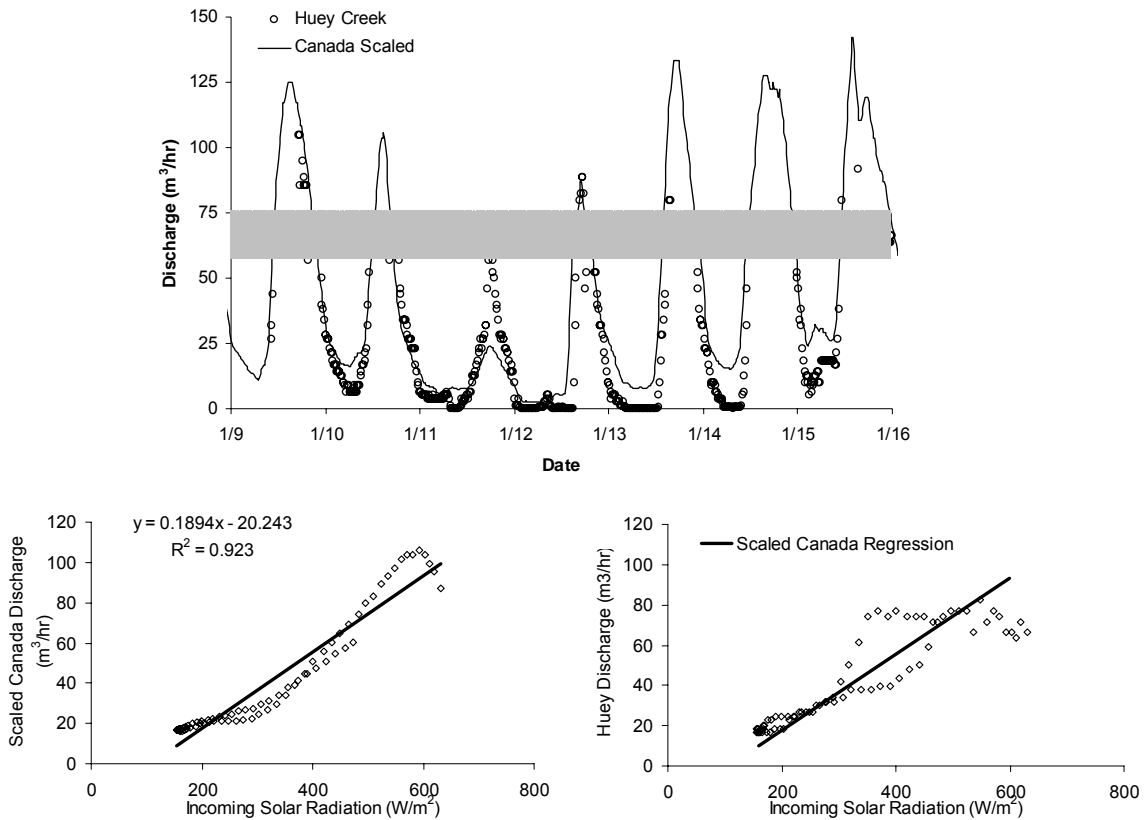 Huey Creek
Canada Scaled
150
125
100
75
50
25
0
Discharge (m³/hr)
1/9 1/10 1/11 1/12 1/13 1/14 1/15 1/16
Date
y = 0.1894x - 20.243
R² = 0.923
120
100
80
60
40
20
0
Scaled Canada Discharge
(m³/hr)
0 200 400 600 800
Incoming Solar Radiation (W/m²)
Scaled Canada Regression
120
100
80
60
40
20
0
Huey Discharge (m3/hr)
0 200 400 600 800
Incoming Solar Radiation (W/m²)